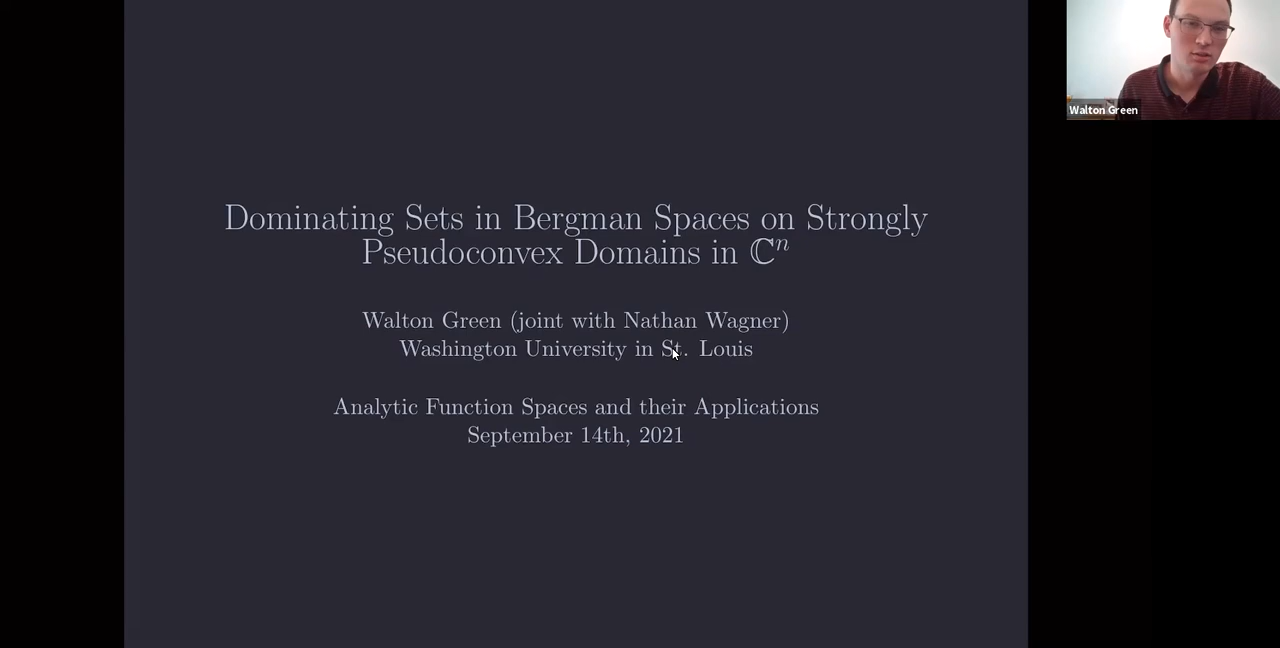 Dominating Sets in Bergman Spaces on Strongly
Pseudoconvex Domains in ℂⁿ
Walton Green (joint with Nathan Wagner)
Washington University in St. Louis
Analytic Function Spaces and their Applications
September 14th, 2021
Walton Green